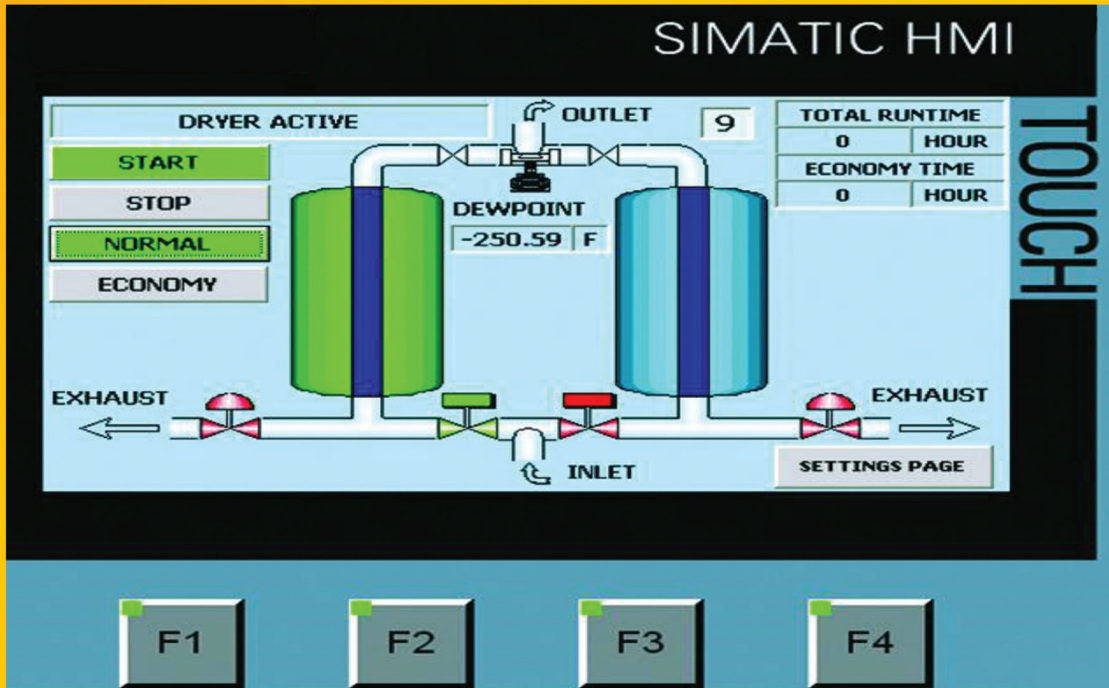 SIMATIC HMI
TOUCH
DRYER ACTIVE
START
STOP
NORMAL
ECONOMY
OUTLET
9
TOTAL RUNTIME
0 HOUR
ECONOMY TIME
0 HOUR
DEWPOINT
-250.59 F
EXHAUST
EXHAUST
INLET
SETTINGS PAGE
F1 F2 F3 F4